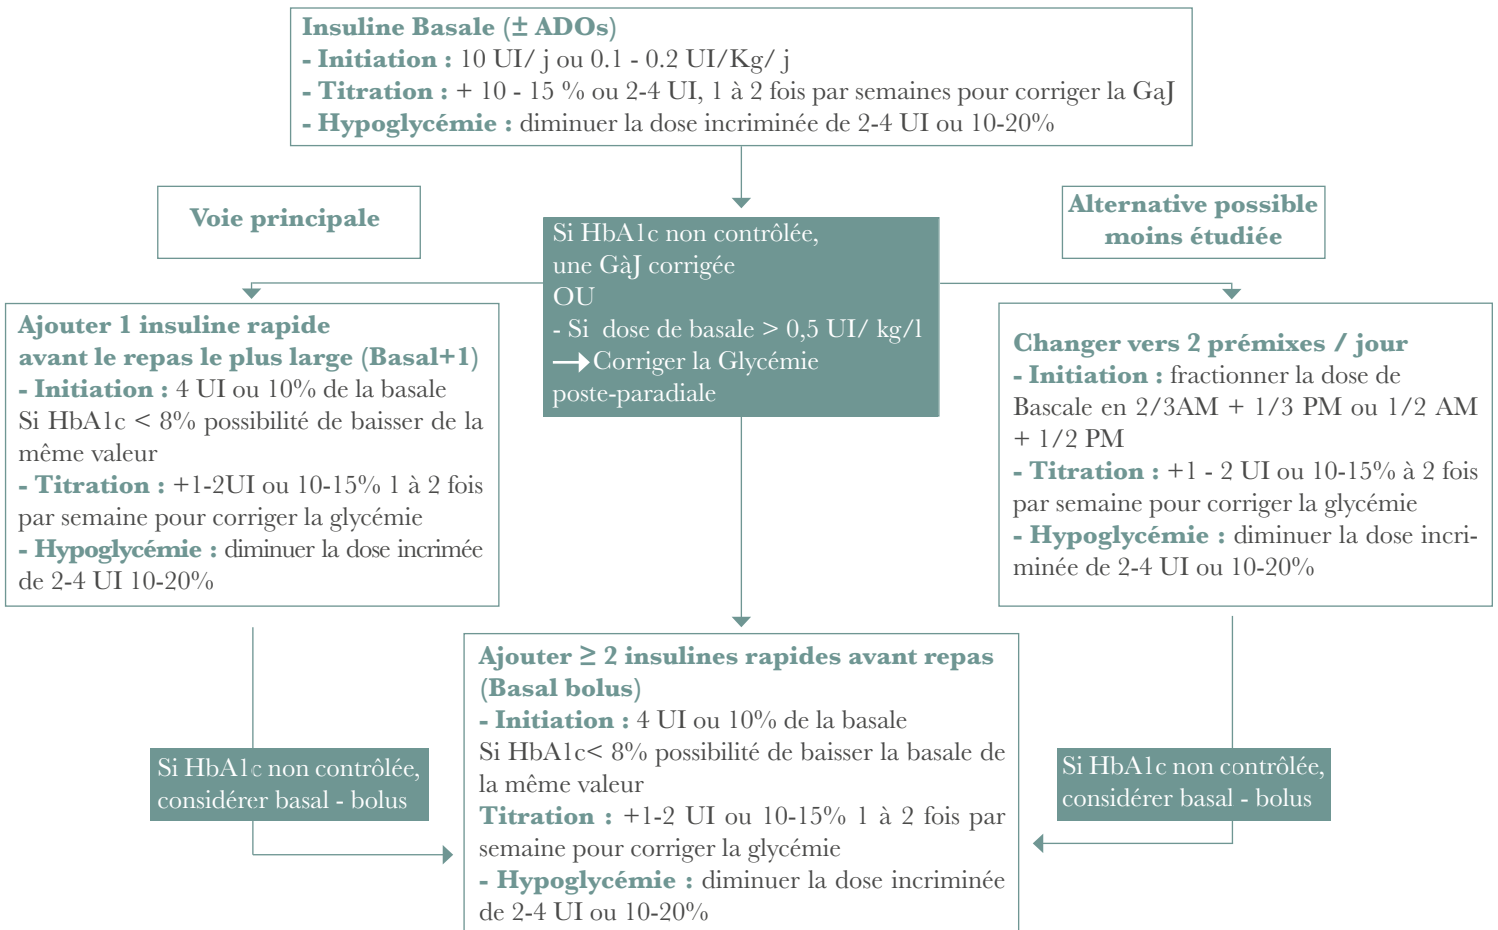 Insuline Basale (± ADOs)
- Initiation : 10 UI/ j ou 0.1 - 0.2 UI/Kg/ j
- Titration : + 10 - 15 % ou 2-4 UI, 1 à 2 fois par semaines pour corriger la GaJ
- Hypoglycémie : diminuer la dose incriminée de 2-4 UI ou 10-20%
Voie principale
Si HbA1c non contrôlée,
une GàJ corrigée
OU
- Si dose de basale > 0,5 UI/ kg/l
→Corriger la Glycémie
poste-paradiale
Alternative possible
moins étudiée
Ajouter 1 insuline rapide
avant le repas le plus large (Basal+1)
- Initiation : 4 UI ou 10% de la basale
Si HbA1c < 8% possibilité de baisser de la
même valeur
- Titration : +1-2UI ou 10-15% 1 à 2 fois
par semaine pour corriger la glycémie
- Hypoglycémie : diminuer la dose incrimée
de 2-4 UI 10-20%
Changer vers 2 prémixes / jour
- Initiation : fractionner la dose de
Bascale en 2/3AM + 1/3 PM ou 1/2 AM
+ 1/2 PM
- Titration : +1 - 2 UI ou 10-15% à 2 fois
par semaine pour corriger la glycémie
- Hypoglycémie : diminuer la dose incri-
minée de 2-4 UI ou 10-20%
Si HbA1c non contrôlée,
considérer basal - bolus
Ajouter ≥ 2 insulines rapides avant repas
(Basal bolus)
- Initiation : 4 UI ou 10% de la basale
Si HbA1c< 8% possibilité de baisser la basale de
la même valeur
Titration : +1-2 UI ou 10-15% 1 à 2 fois par
semaine pour corriger la glycémie
- Hypoglycémie : diminuer la dose incriminée
de 2-4 UI ou 10-20%
Si HbA1c non contrôlée,
considérer basal - bolus